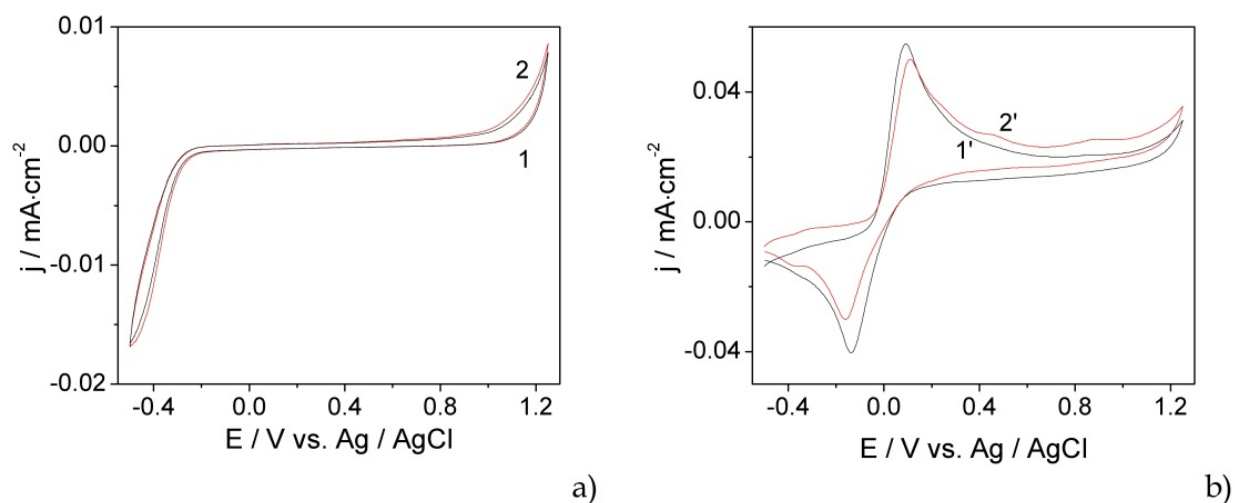 0.01
0.00
-0.01
-0.02
j / mA·cm-2
2
1
-0.4 0.0 0.4 0.8 1.2
E / V vs. Ag / AgCl
a)
0.04
0.00
-0.04
j / mA·cm-2
2'
1'
-0.4 0.0 0.4 0.8 1.2
E / V vs. Ag / AgCl
b)